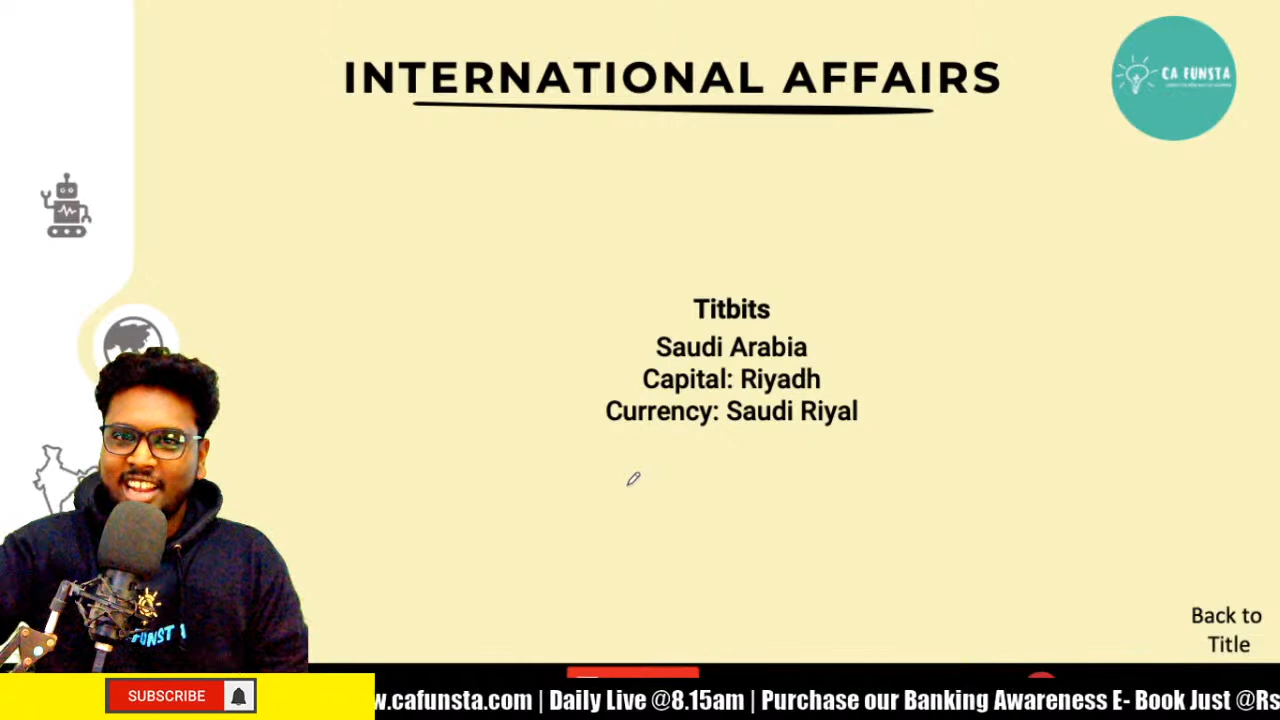 INTERNATIONAL AFFAIRS
CA FUNSTA
Titbits
Saudi Arabia
Capital: Riyadh
Currency: Saudi Riyal
FUNST
Back to
Title
SUBSCRIBE
w.cafunsta.com | Daily Live @8.15am | Purchase our Banking Awareness E- Book Just @Rs